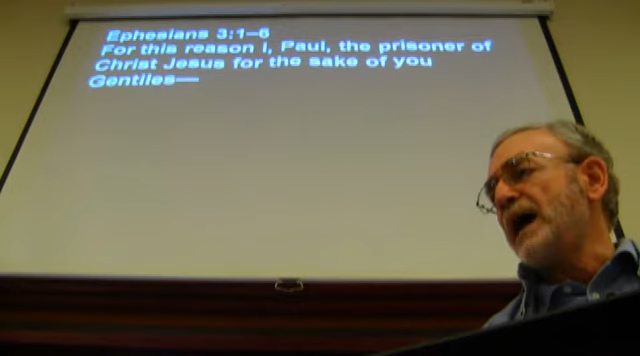 Ephesians 3:1–6
For this reason I, Paul, the prisoner of
Christ Jesus for the sake of you
Gentiles—